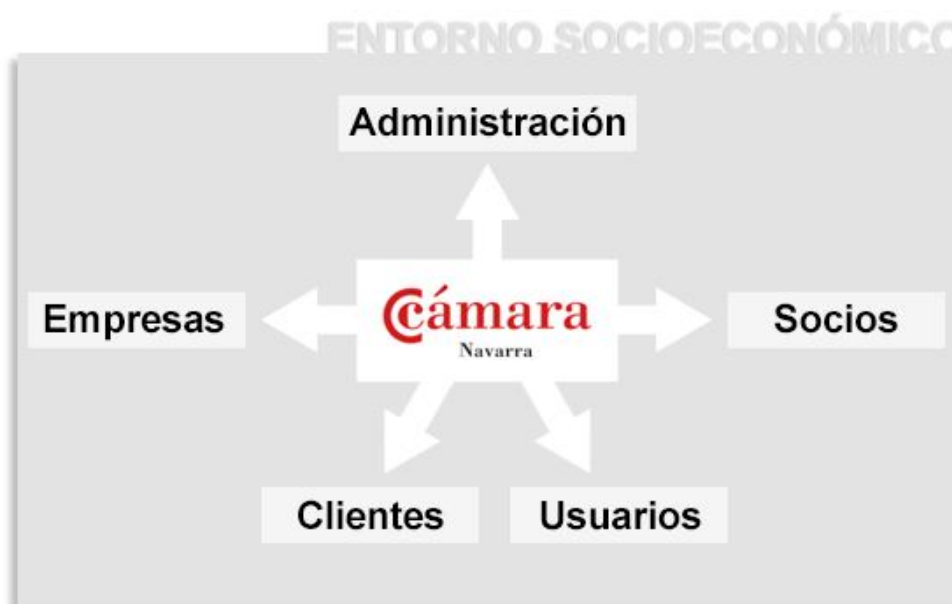 ENTORNO SOCIOECONÓMICO
Administración
Empresas
cámara
Navarra
Socios
Clientes
Usuarios